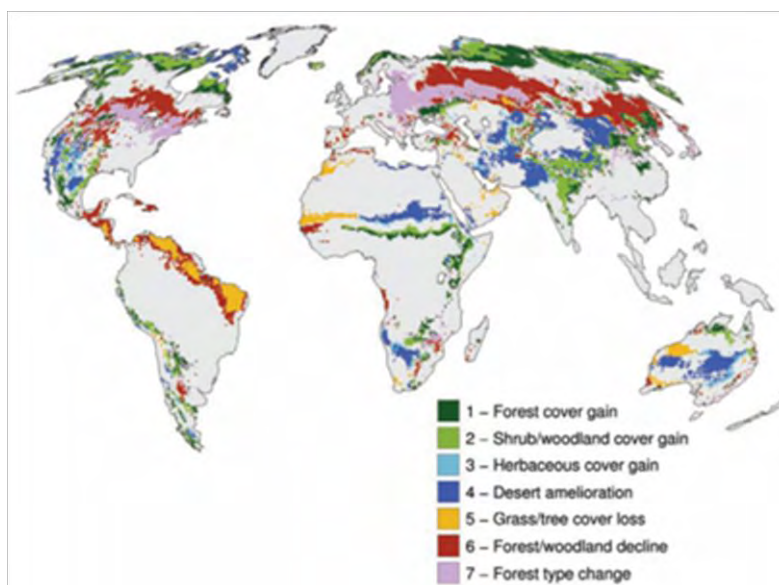 1 – Forest cover gain
2 – Shrub/woodland cover gain
3 – Herbaceous cover gain
4 – Desert amelioration
5 – Grass/tree cover loss
6 – Forest/woodland decline
7 – Forest type change